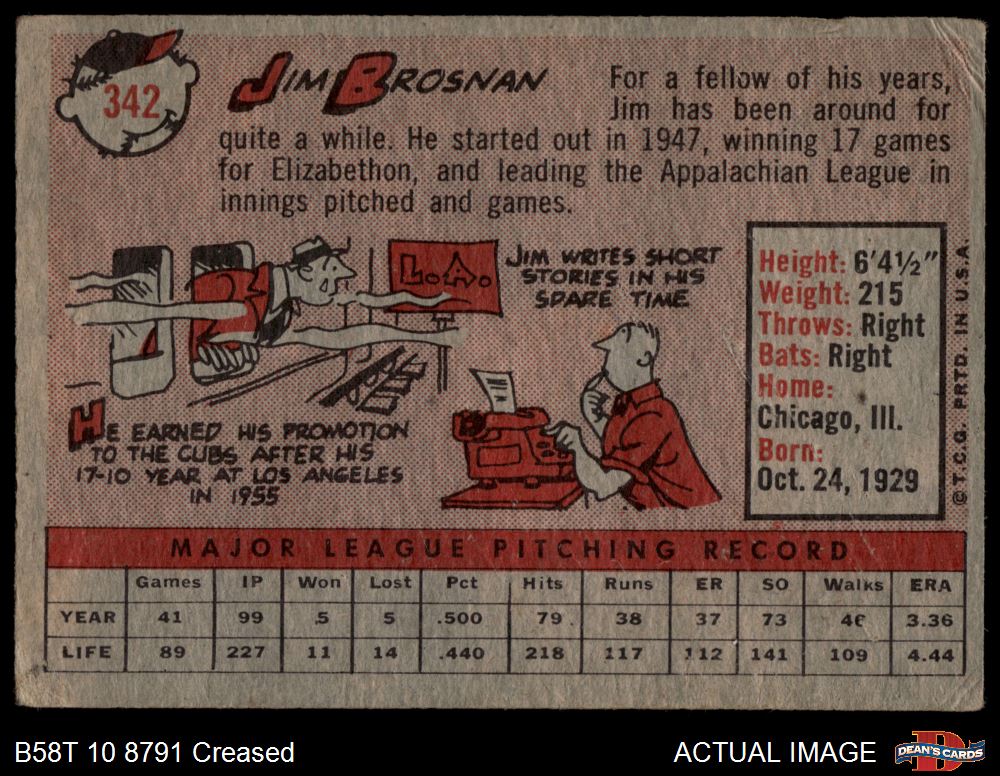 342
JIM BROSNAN
For a fellow of his years,
Jim has been around for
quite a while. He started out in 1947, winning 17 games
for Elizabethon, and leading the Appalachian League in
innings pitched and games.
L.A.
JIM WRITES SHORT
STORIES IN HIS
SPARE TIME
HE EARNED HIS PROMOTION
TO THE CUBS AFTER HIS
17-10 YEAR AT LOS ANGELES
IN 1955
Height: 6'4½"
Weight: 215
Throws: Right
Bats: Right
Home:
Chicago, Ill.
Born:
Oct. 24, 1929
©T.C.G. PRTD. IN U.S.A.
MAJOR LEAGUE PITCHING RECORD
Games IP Won Lost Pct Hits Runs ER SO Walks ERA
YEAR 41 99 5 5 .500 79 38 37 73 46 3.36
LIFE 89 227 11 14 .440 218 117 112 141 109 4.44
B58T 10 8791 Creased
ACTUAL IMAGE
D
DEAN'S CARDS